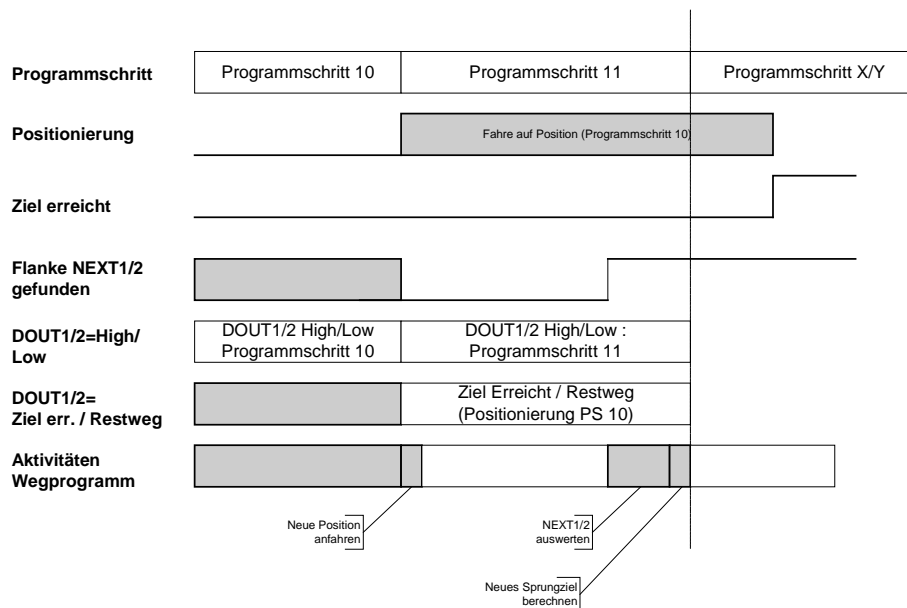 Programmschritt
Programmschritt 10
Programmschritt 11
Programmschritt X/Y
Positionierung
Fahre auf Position (Programmschritt 10)
Ziel erreicht
Flanke NEXT1/2
gefunden
DOUT1/2=High/
Low
DOUT1/2 High/Low
Programmschritt 10
DOUT1/2 High/Low :
Programmschritt 11
DOUT1/2=
Ziel err. / Restweg
Ziel Erreicht / Restweg
(Positionierung PS 10)
Aktivitäten
Wegprogramm
Neue Position
anfahren
NEXT1/2
auswerten
Neues Sprungziel
berechnen